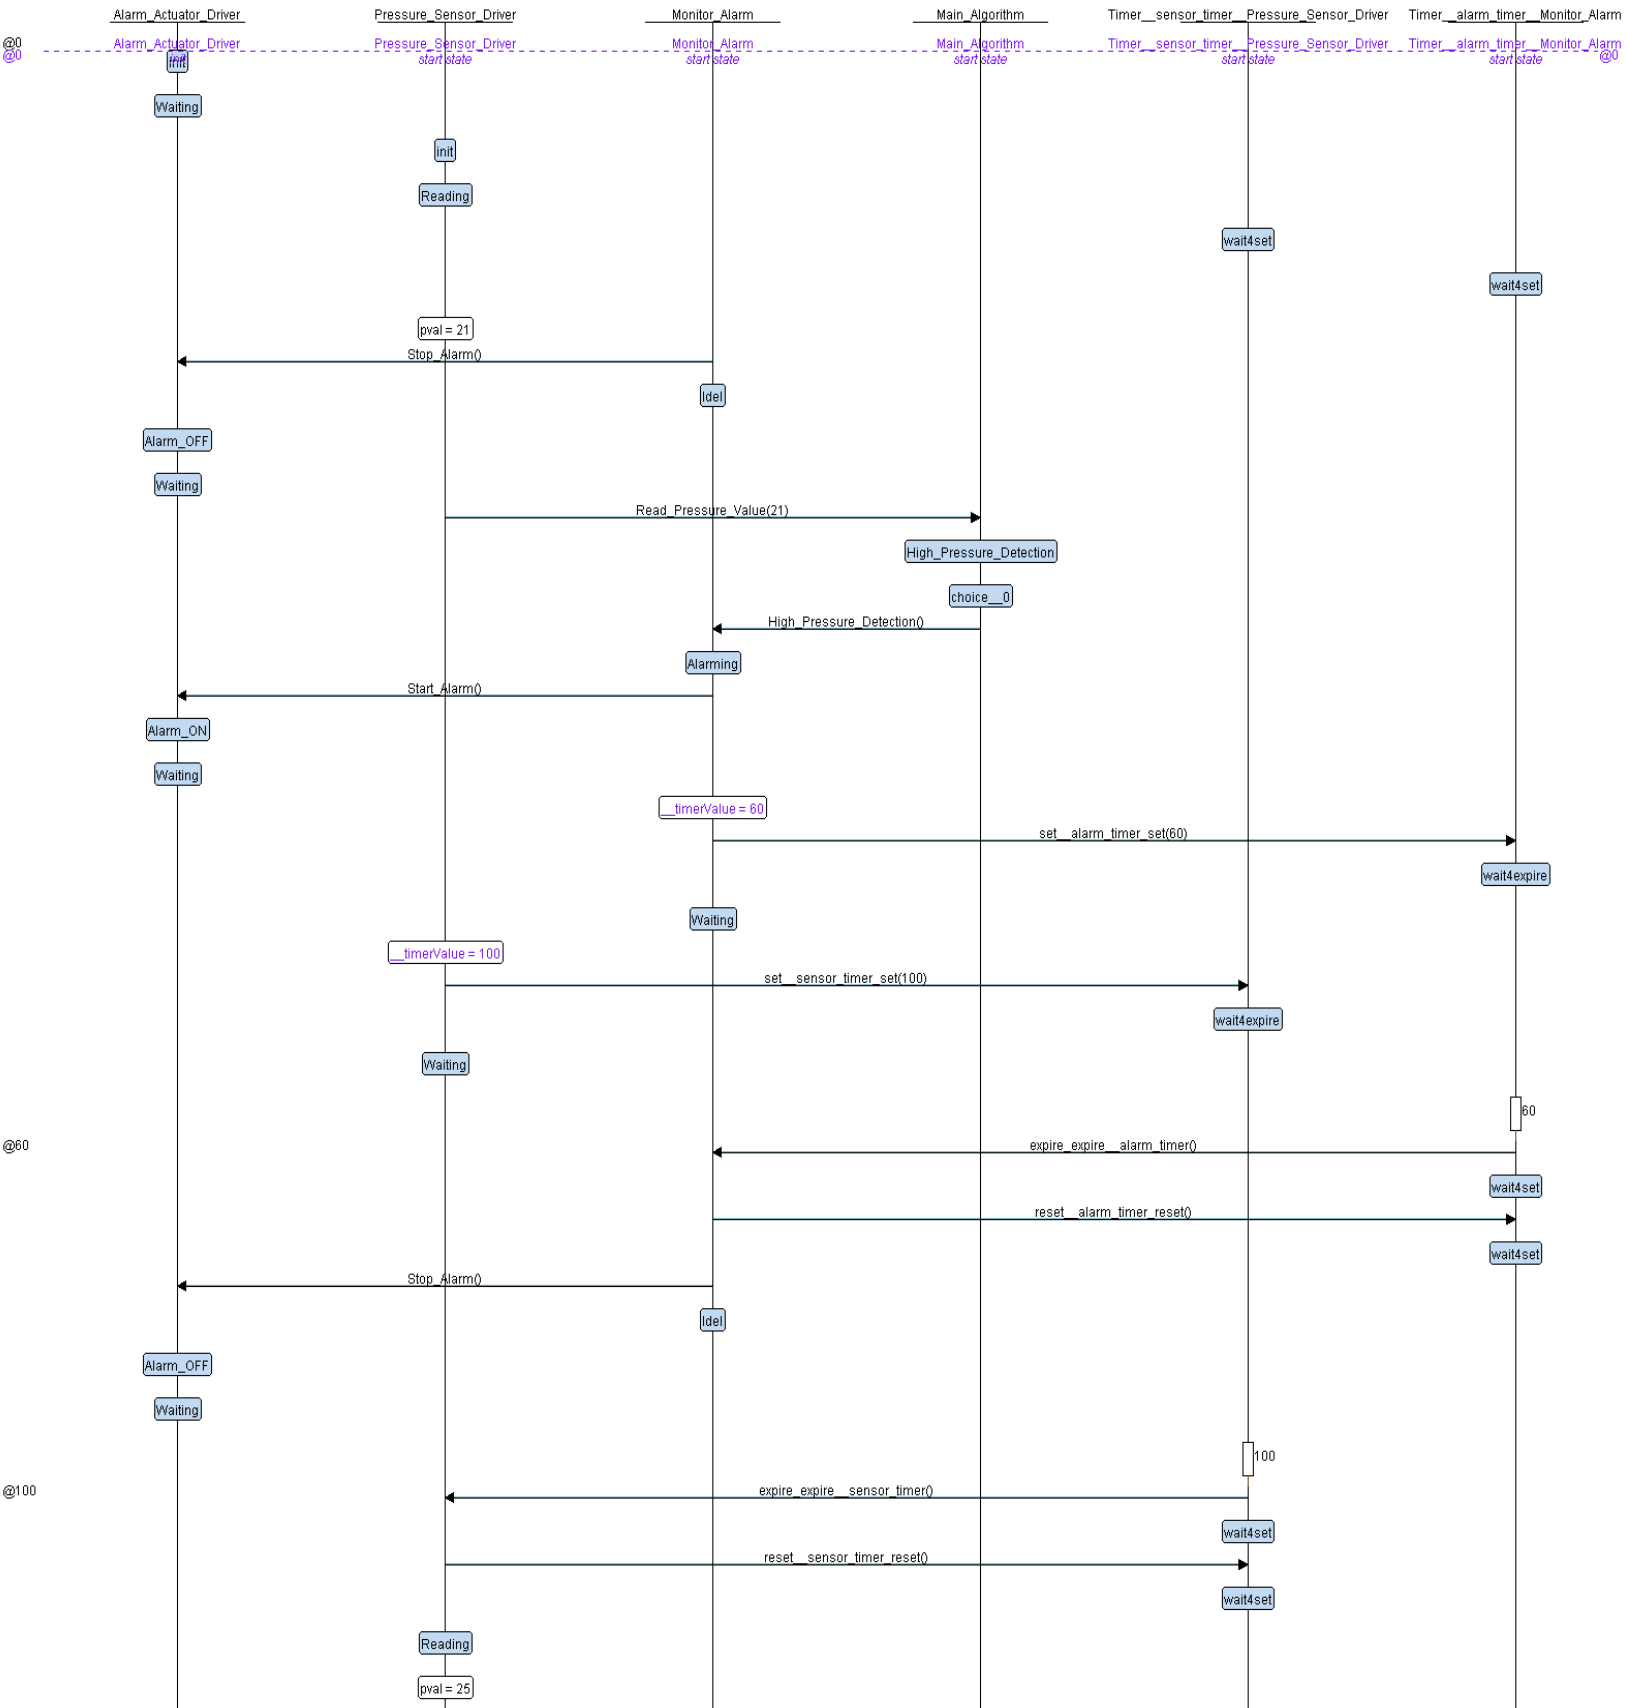 Alarm_Actuator_Driver Pressure_Sensor_Driver Monitor_Alarm Main_Algorithm Timer__sensor_timer__Pressure_Sensor_Driver Timer__alarm_timer__Monitor_Alarm
@0 Alarm_Actuator_Driver Pressure_Sensor_Driver Monitor_Alarm Main_Algorithm Timer__sensor_timer__Pressure_Sensor_Driver Timer__alarm_timer__Monitor_Alarm
@0 init start state start state start state start state start state @0
Waiting
init
Reading
wait4set
wait4set
pval = 21
Stop_Alarm()
Idel
Alarm_OFF
Waiting
Read_Pressure_Value(21)
High_Pressure_Detection
choice__0
High_Pressure_Detection()
Alarming
Start_Alarm()
Alarm_ON
Waiting
__timerValue = 60
set__alarm_timer_set(60)
wait4expire
Waiting
__timerValue = 100
set__sensor_timer_set(100)
wait4expire
Waiting
60
@60 expire_expire__alarm_timer()
wait4set
reset__alarm_timer_reset()
wait4set
Stop_Alarm()
Idel
Alarm_OFF
Waiting
100
@100 expire_expire__sensor_timer()
wait4set
reset__sensor_timer_reset()
wait4set
Reading
pval = 25